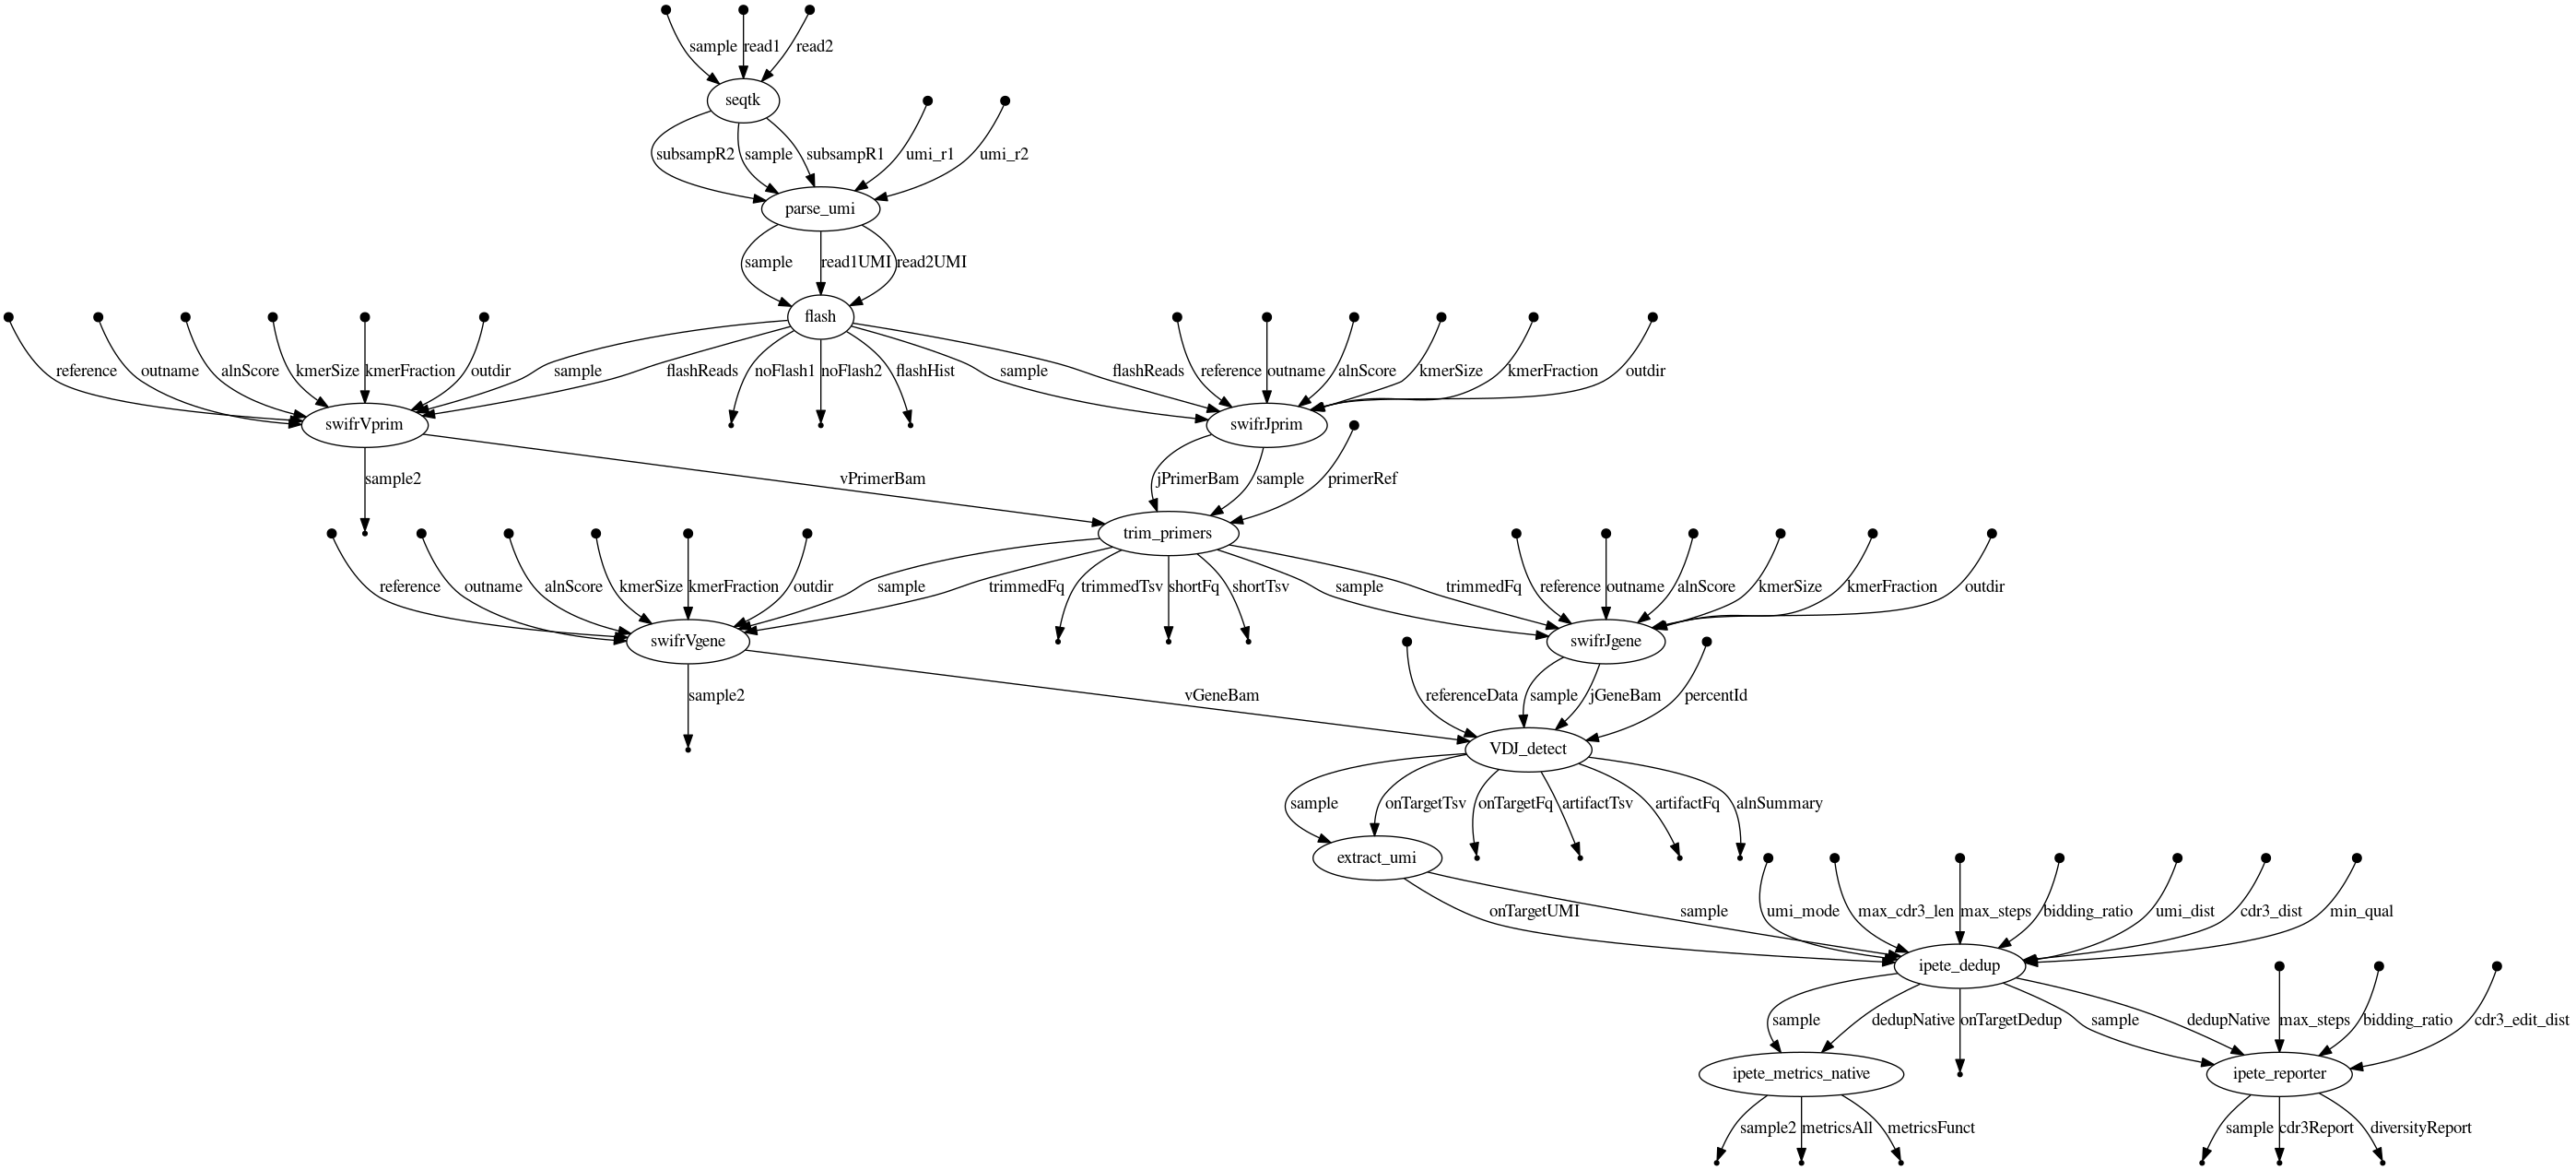 sample read1 read2
seqtk
subsampR2 sample subsampR1 umi_r1 umi_r2
parse_umi
sample read1UMI read2UMI
flash
reference outname alnScore kmerSize kmerFraction outdir sample flashReads noFlash1 noFlash2 flashHist sample flashReads reference outname alnScore kmerSize kmerFraction outdir
swifrVprim swifrJprim
sample2 vPrimerBam jPrimerBam sample primerRef
trim_primers
reference outname alnScore kmerSize kmerFraction outdir sample trimmedFq trimmedTsv shortFq shortTsv sample trimmedFq reference outname alnScore kmerSize kmerFraction outdir
swifrVgene swifrJgene
sample2 vGeneBam referenceData sample jGeneBam percentId
VDJ_detect
sample onTargetTsv onTargetFq artifactTsv artifactFq alnSummary
extract_umi
onTargetUMI sample umi_mode max_cdr3_len max_steps bidding_ratio umi_dist cdr3_dist min_qual
ipete_dedup
sample dedupNative onTargetDedup sample dedupNative max_steps bidding_ratio cdr3_edit_dist
ipete_metrics_native ipete_reporter
sample2 metricsAll metricsFunct sample cdr3Report diversityReport